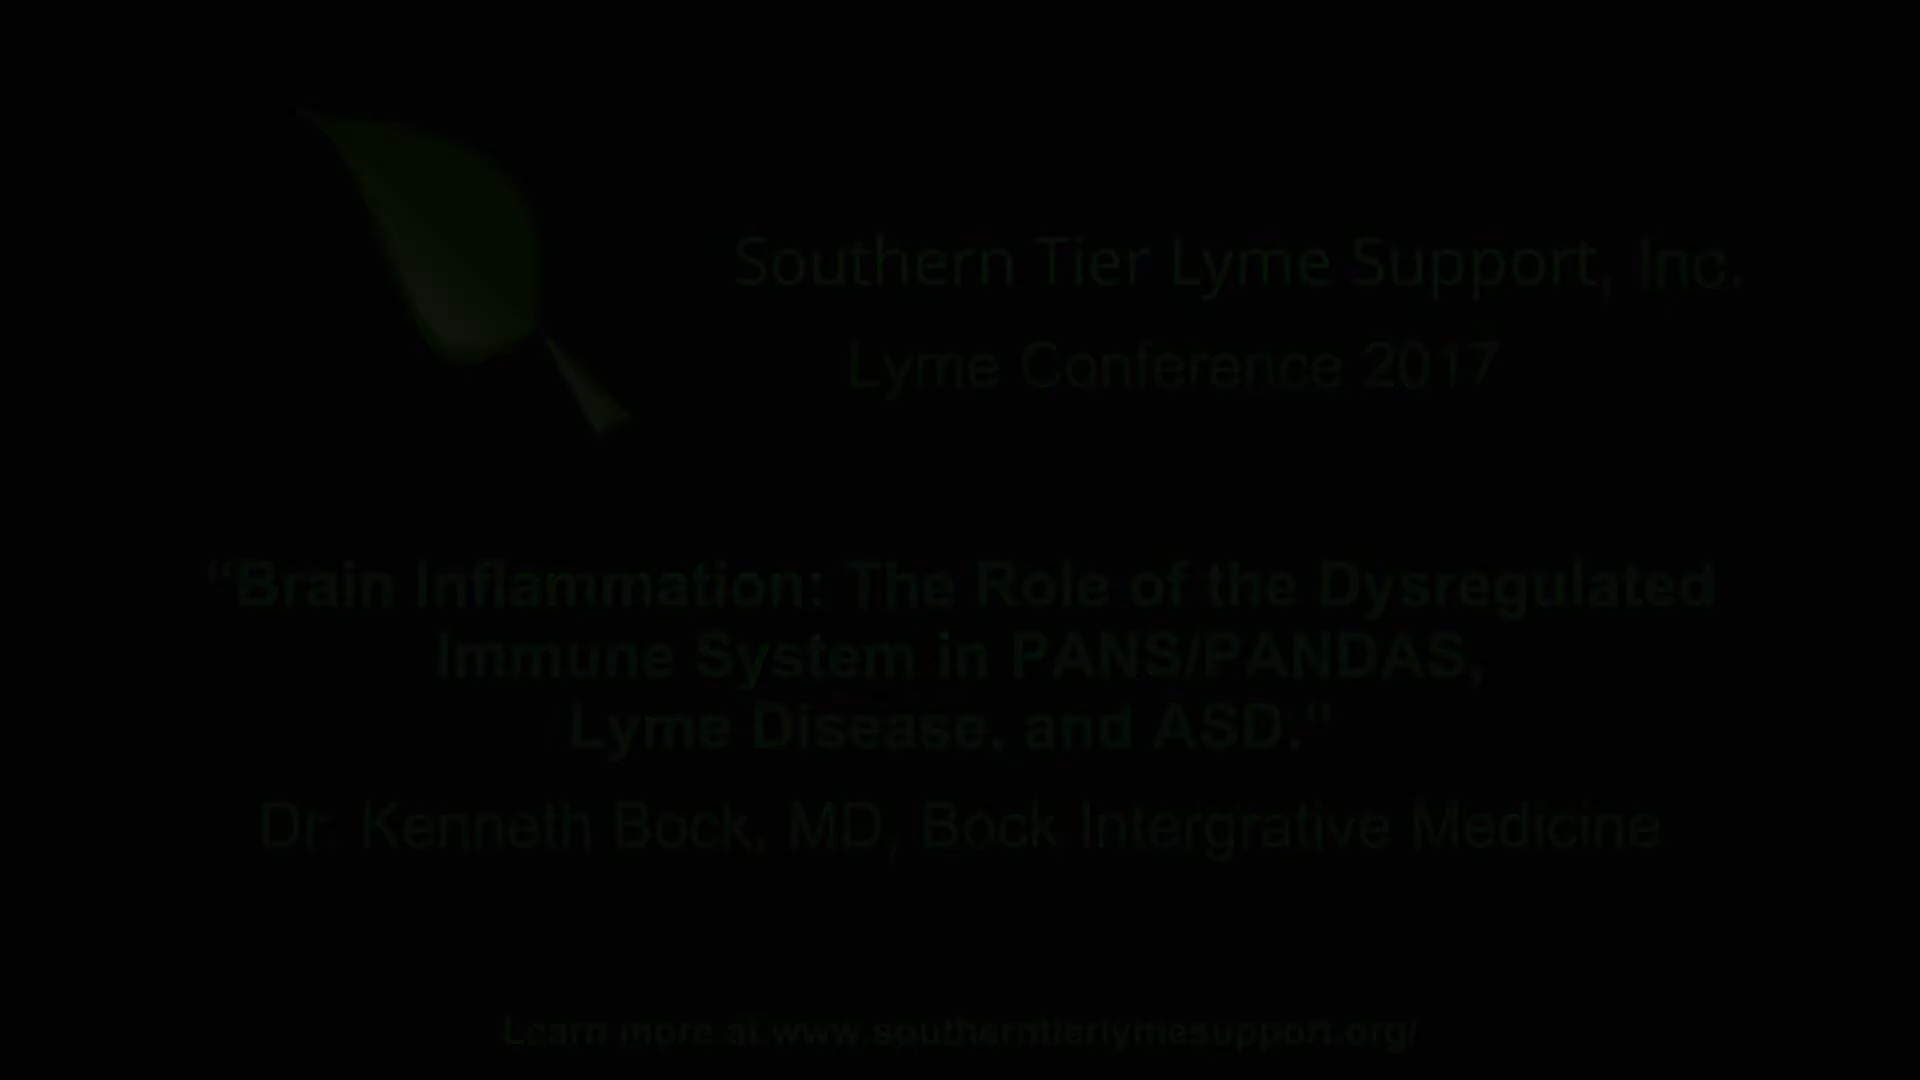 Southern Tier Lyme Support, Inc.
Lyme Conference 2017
“Brain Inflammation: The Role of the Dysregulated
Immune System in PANS/PANDAS,
Lyme Disease, and ASD.“
Dr. Kenneth Bock, MD, Bock Intergrative Medicine
Learn more at www.southerntierlymesupport.org/